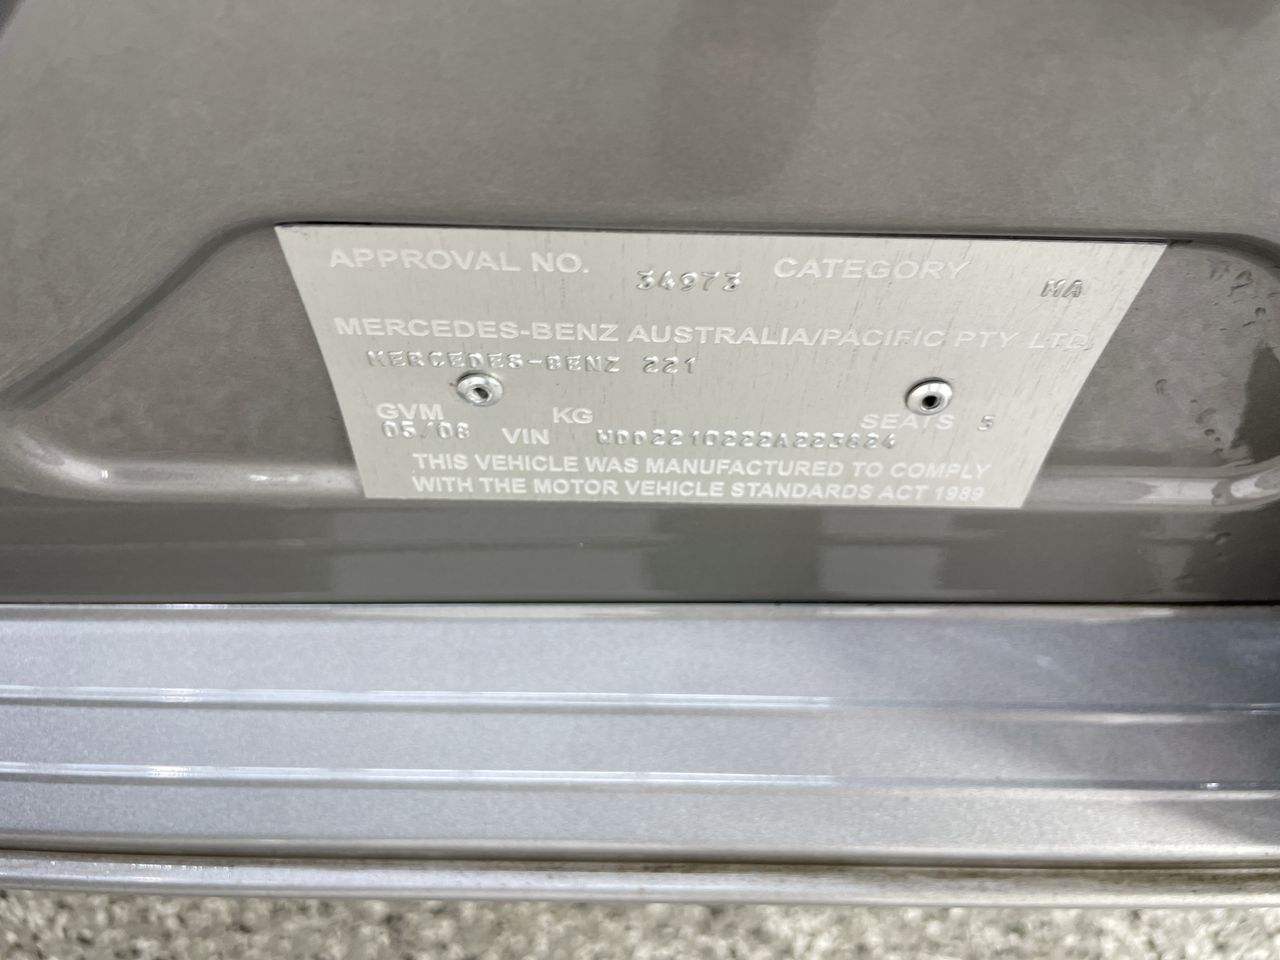 APPROVAL NO. 34973 CATEGORY MA
MERCEDES-BENZ AUSTRALIA/PACIFIC PTY LTD
MERCEDES-BENZ 221
GVM KG SEATS 5
05/08 VIN WDD2210222A223624
THIS VEHICLE WAS MANUFACTURED TO COMPLY
WITH THE MOTOR VEHICLE STANDARDS ACT 1989